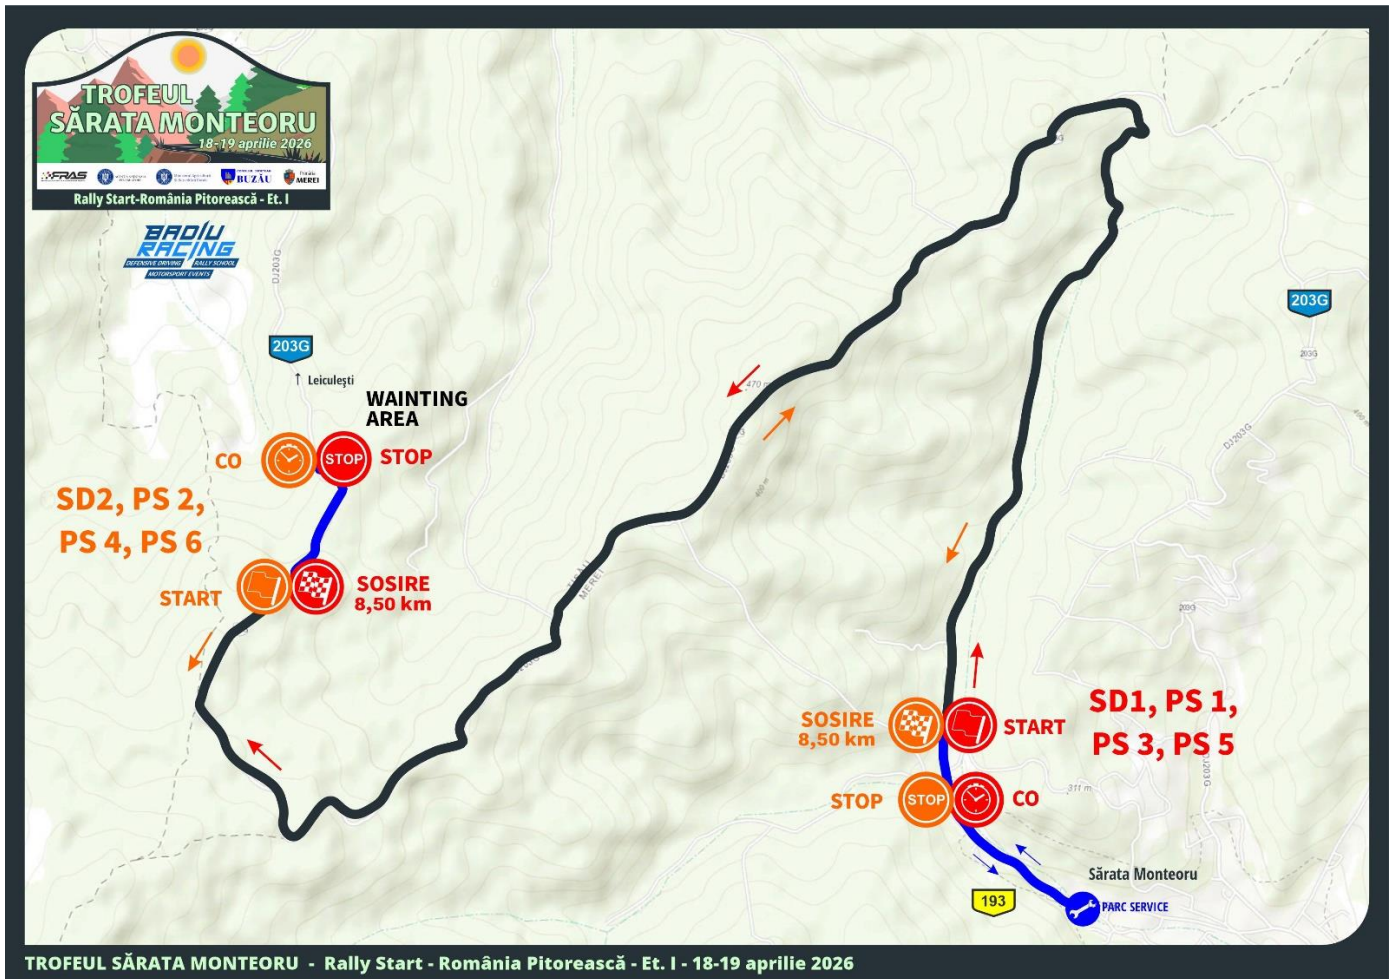 TROFEUL
SĂRATA MONTEORU
18-19 aprilie 2026
FRAS
BUZĂU
MEREI
Rally Start-România Pitorească - Et. I
BADIU
RACING
DEFENSIVE DRIVING RALLY SCHOOL
MOTORSPORT EVENTS
DJ203G
203G
↑ Leiculești
WAINTING
AREA
CO
STOP
STOP
SD2, PS 2,
PS 4, PS 6
START
SOSIRE
8,50 km
470 m
400 m
MEREI
203G
203G
DJ203G
203G
SD1, PS 1,
PS 3, PS 5
SOSIRE
8,50 km
START
STOP
STOP
CO
311 m
DJ203G
Sărata Monteoru
193
PARC SERVICE
TROFEUL SĂRATA MONTEORU - Rally Start - România Pitorească - Et. I - 18-19 aprilie 2026